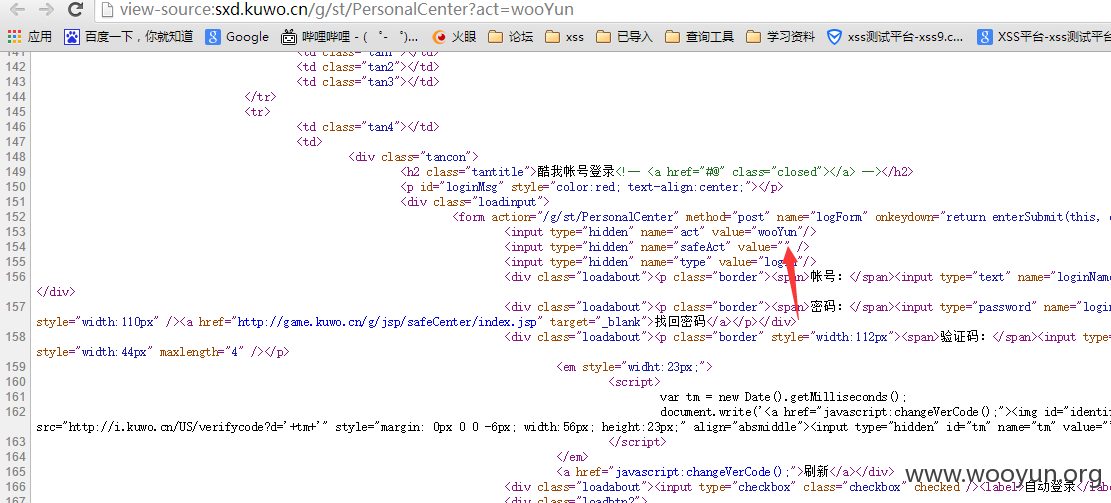 view-source:sxd.kuwo.cn/g/st/PersonalCenter?act=wooYun
应用 百度一下，你就知道 Google 哔哩哔哩 - ( ゜- ゜)... 火眼 论坛 xss 已导入 查询工具 学习资料 xss测试平台-xss9.c... XSS平台-xss测试平
142 <td class="tan2"></td>
143 <td class="tan3"></td>
144 </tr>
145 <tr>
146 <td class="tan4"></td>
147 <td>
148 <div class="tancon">
149 <h2 class="tantitle">酷我帐号登录<!-- <a href="#@" class="closed"></a> --></h2>
150 <p id="loginMsg" style="color:red; text-align:center;"></p>
151 <div class="loadinput">
152 <form action="/g/st/PersonalCenter" method="post" name="logForm" onkeydown="return enterSubmit(this,
153 <input type="hidden" name="act" value="wooYun"/>
154 <input type="hidden" name="safeAct" value="" />
155 <input type="hidden" name="type" value="login"/>
156 <div class="loadabout"><p class="border"><span>帐号：</span><input type="text" name="loginName
</div>
157 <div class="loadabout"><p class="border"><span>密码：</span><input type="password" name="login
style="width:110px" /><a href="http://game.kuwo.cn/g/jsp/safeCenter/index.jsp" target="_blank">找回密码</a></p></div>
158 <div class="loadabout"><p class="border" style="width:112px"><span>验证码：</span><input type=
style="width:44px" maxlength="4" /></p>
159 <em style="widht:23px;">
160 <script>
161 var tm = new Date().getMilliseconds();
162 document.write('<a href="javascript:changeVerCode();"><img id="identif
src="http://i.kuwo.cn/US/verifycode?d='+tm+'" style="margin: 0px 0 0 -6px; width:56px; height:23px;" align="absmiddle"><input type="hidden" id="tm" name="tm" value="'
163 </script>
164 </em>
165 <a href="javascript:changeVerCode();">刷新</a></div>
166 <div class="loadabout"><input type="checkbox" class="checkbox" checked /><label>自动登录</la
167 <div class="loadbtn2">
www.wooyun.org